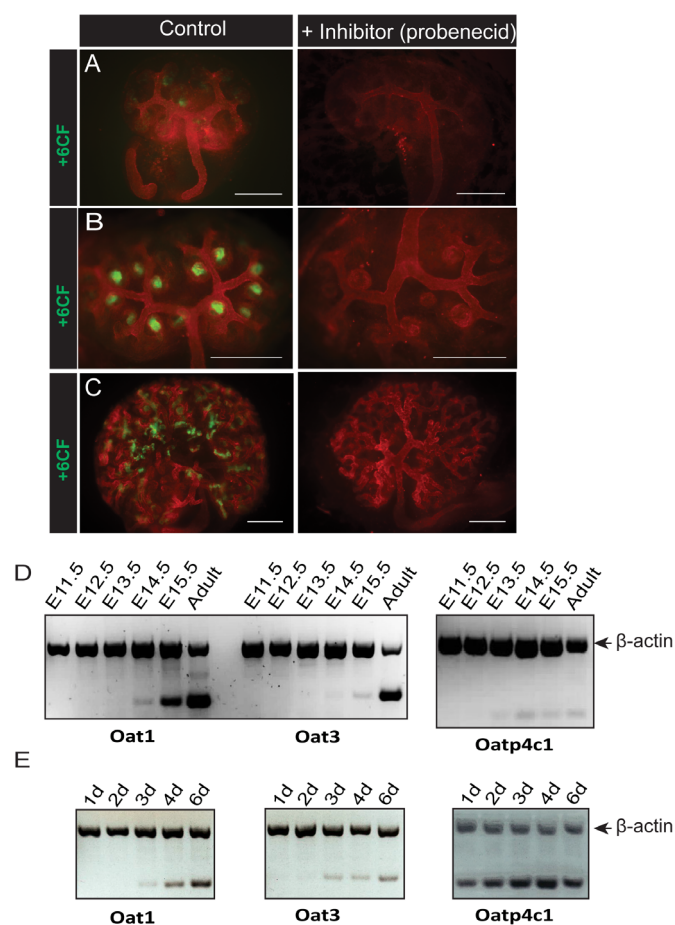 Control
+ Inhibitor (probenecid)
A
+6CF
B
+6CF
C
+6CF
D
E11.5 E12.5 E13.5 E14.5 E15.5 Adult
E11.5 E12.5 E13.5 E14.5 E15.5 Adult
E11.5 E12.5 E13.5 E14.5 E15.5 Adult
β-actin
Oat1
Oat3
Oatp4c1
E
1d 2d 3d 4d 6d
1d 2d 3d 4d 6d
1d 2d 3d 4d 6d
β-actin
Oat1
Oat3
Oatp4c1